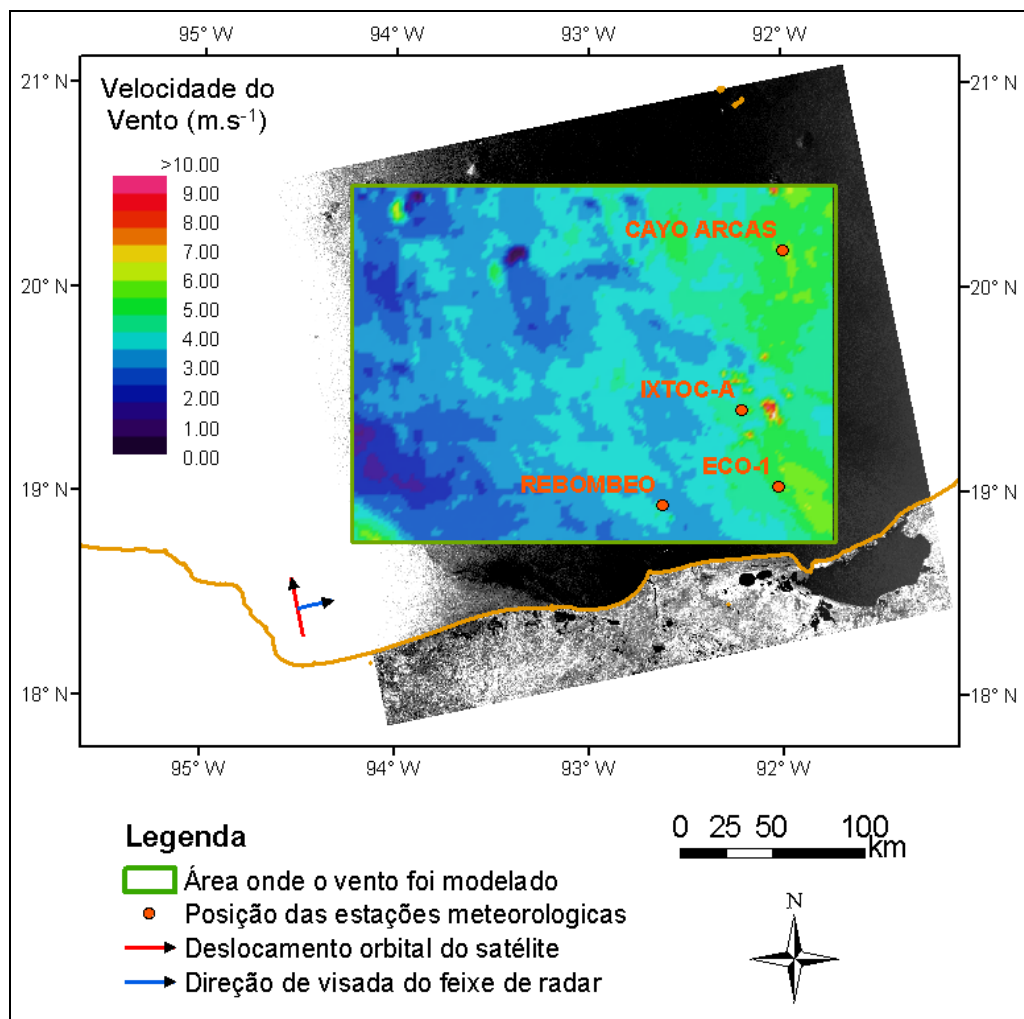 95° W 94° W 93° W 92° W
21° N 21° N
Velocidade do
Vento (m.s-1)
>10.00
9.00
8.00
7.00
6.00
5.00
4.00
3.00
2.00
1.00
0.00
CAYO ARCAS
20° N 20° N
IXTOC-A
ECO-1
REBOMBEO
19° N 19° N
18° N 18° N
95° W 94° W 93° W 92° W
Legenda
Área onde o vento foi modelado
Posição das estações meteorologicas
Deslocamento orbital do satélite
Direção de visada do feixe de radar
0 25 50 100
km
N